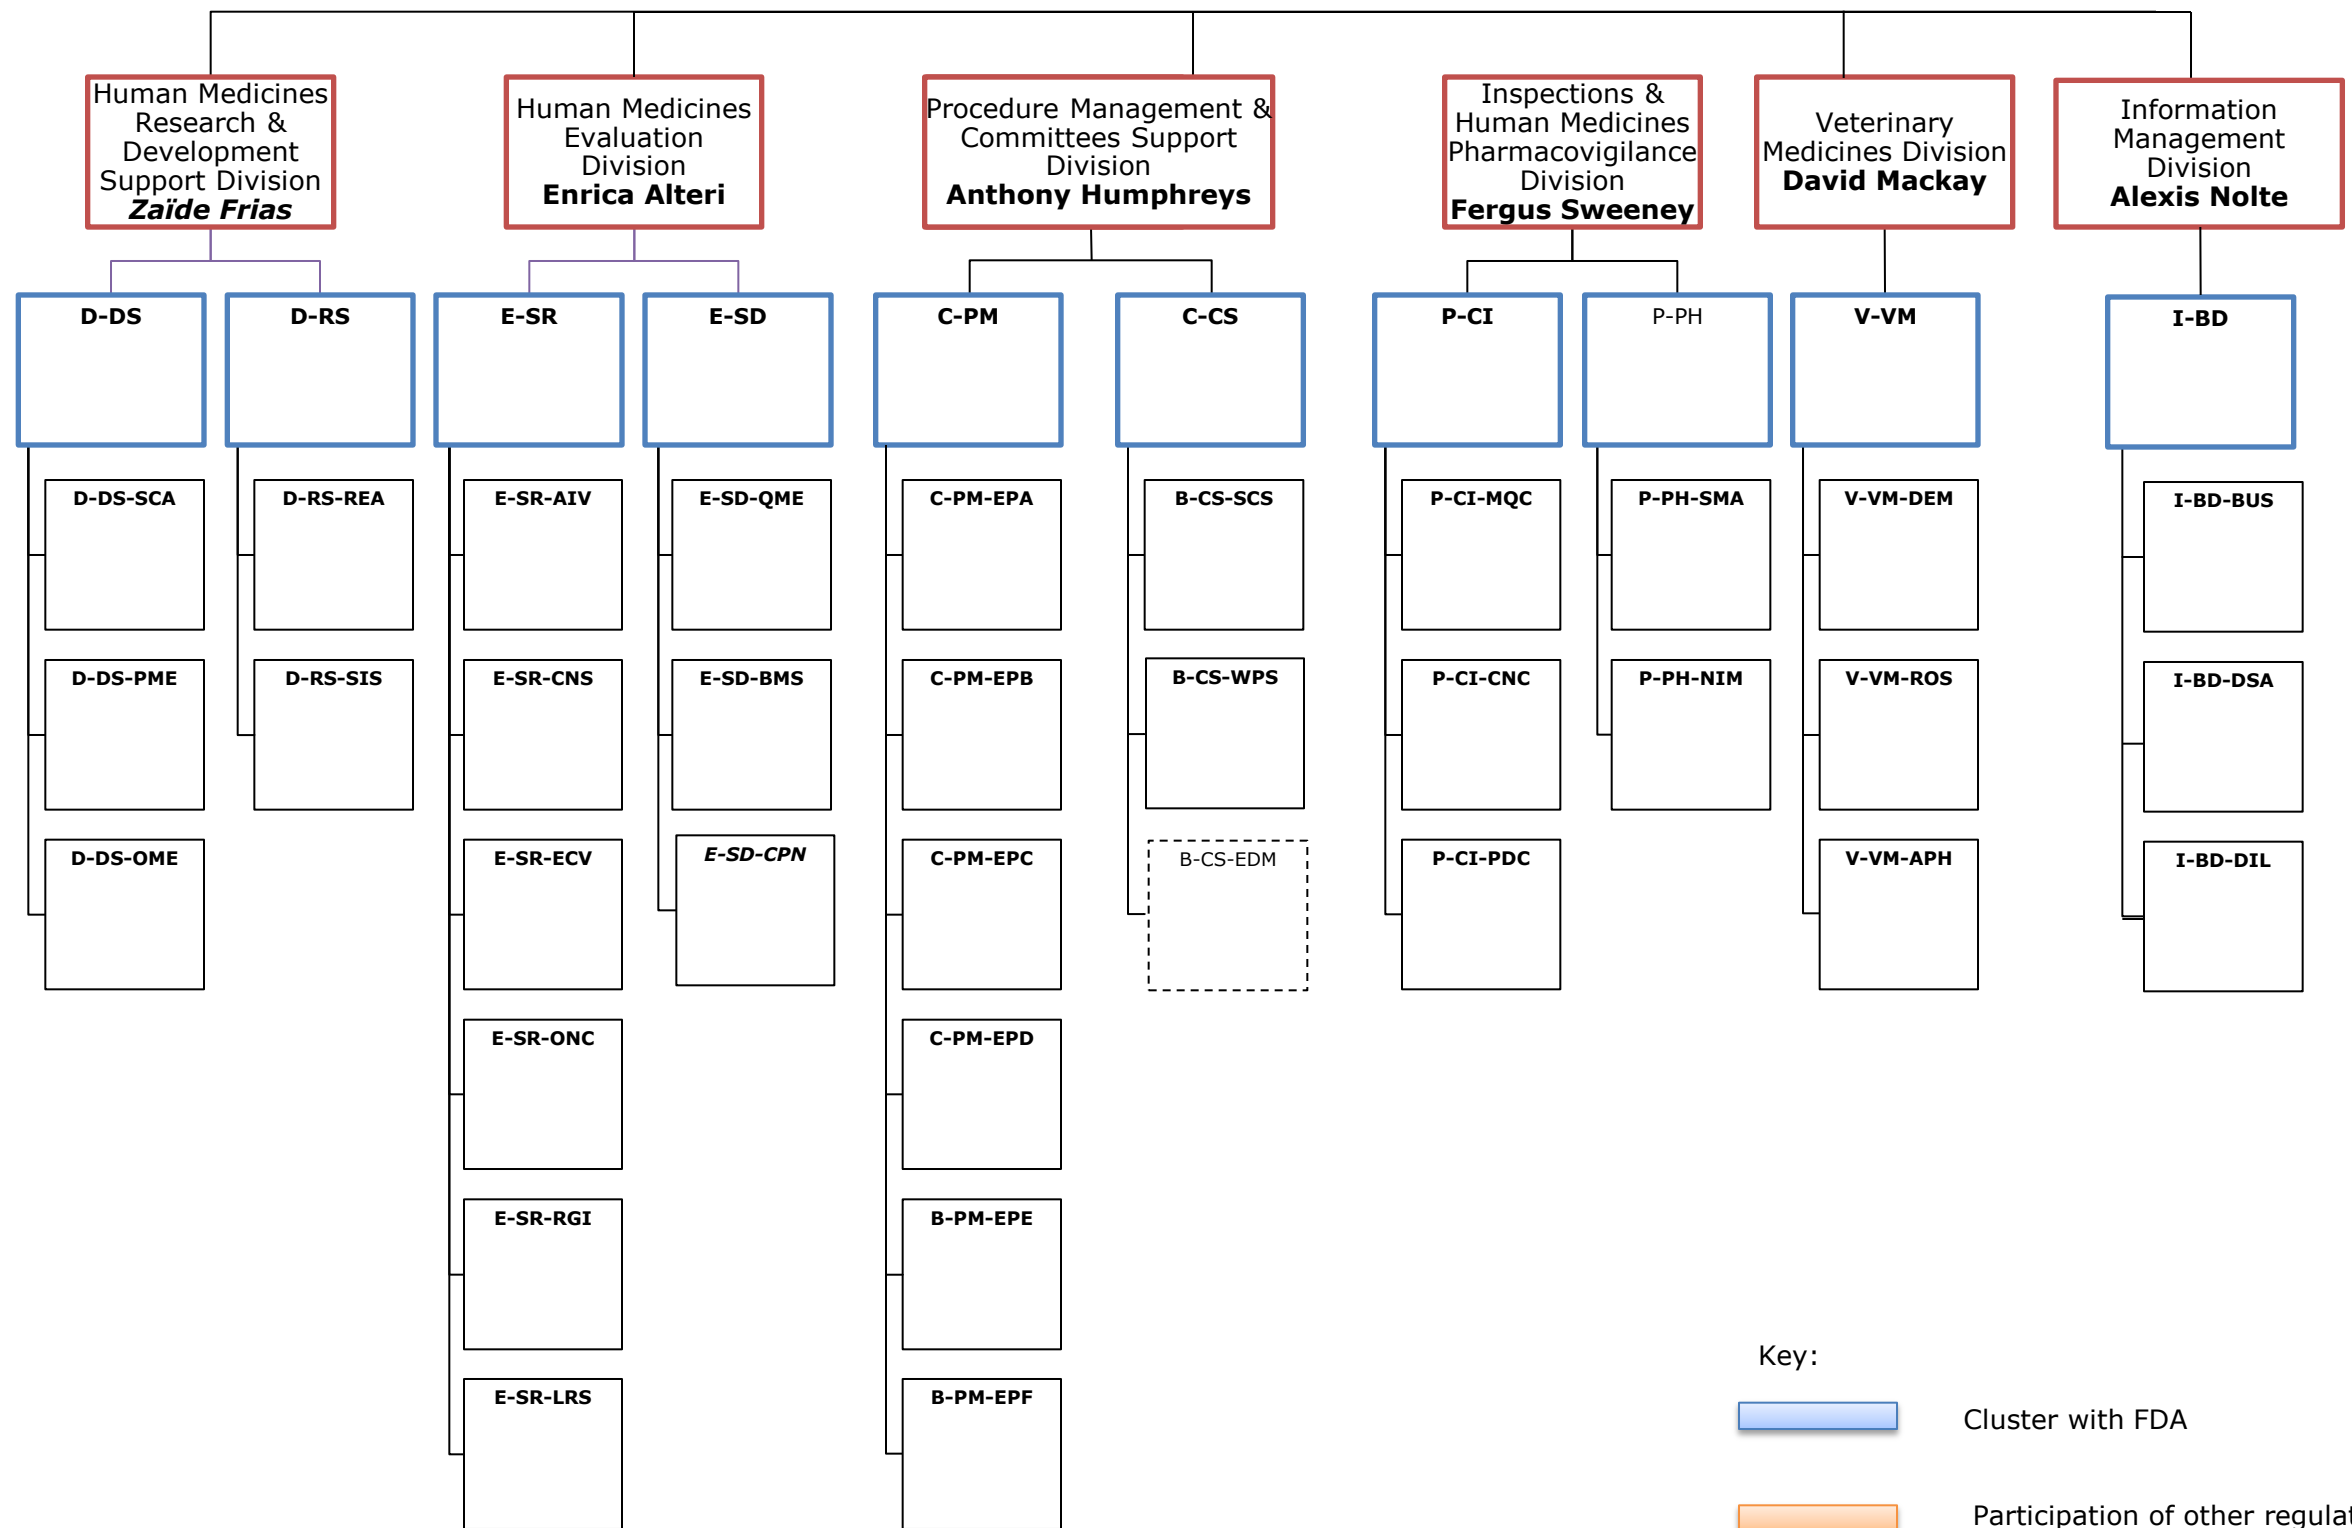 Human Medicines
Research &
Development
Support Division
Zaïde Frias
Human Medicines
Evaluation
Division
Enrica Alteri
Procedure Management &
Committees Support
Division
Anthony Humphreys
Inspections &
Human Medicines
Pharmacovigilance
Division
Fergus Sweeney
Veterinary
Medicines Division
David Mackay
Information
Management
Division
Alexis Nolte
D-DS
D-RS
E-SR
E-SD
C-PM
C-CS
P-CI
P-PH
V-VM
I-BD
D-DS-SCA
D-RS-REA
E-SR-AIV
E-SD-QME
C-PM-EPA
B-CS-SCS
P-CI-MQC
P-PH-SMA
V-VM-DEM
I-BD-BUS
D-DS-PME
D-RS-SIS
E-SR-CNS
E-SD-BMS
C-PM-EPB
B-CS-WPS
P-CI-CNC
P-PH-NIM
V-VM-ROS
I-BD-DSA
D-DS-OME
E-SR-ECV
E-SD-CPN
C-PM-EPC
B-CS-EDM
P-CI-PDC
V-VM-APH
I-BD-DIL
E-SR-ONC
C-PM-EPD
E-SR-RGI
B-PM-EPE
E-SR-LRS
B-PM-EPF
Key:
Cluster with FDA
Participation of other regulat